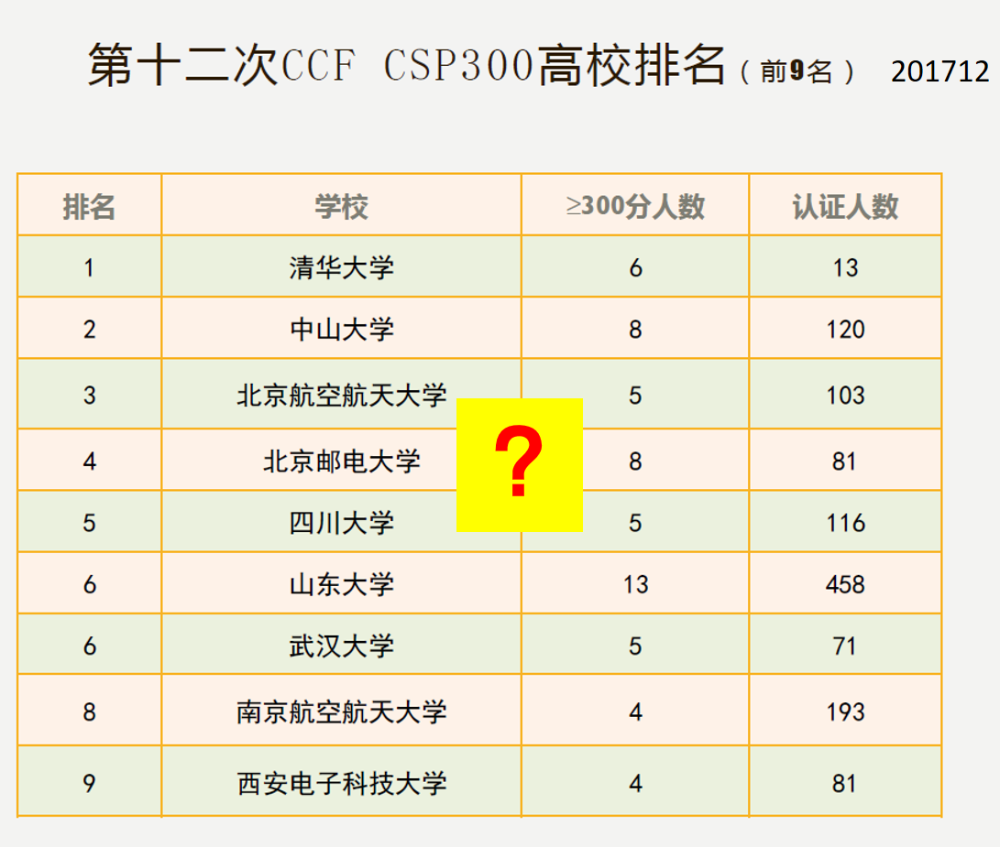 第十二次CCF CSP300高校排名（前9名） 201712
排名 学校 ≥300分人数 认证人数
1 清华大学 6 13
2 中山大学 8 120
3 北京航空航天大学 5 103
4 北京邮电大学 8 81
?
5 四川大学 5 116
6 山东大学 13 458
6 武汉大学 5 71
8 南京航空航天大学 4 193
9 西安电子科技大学 4 81